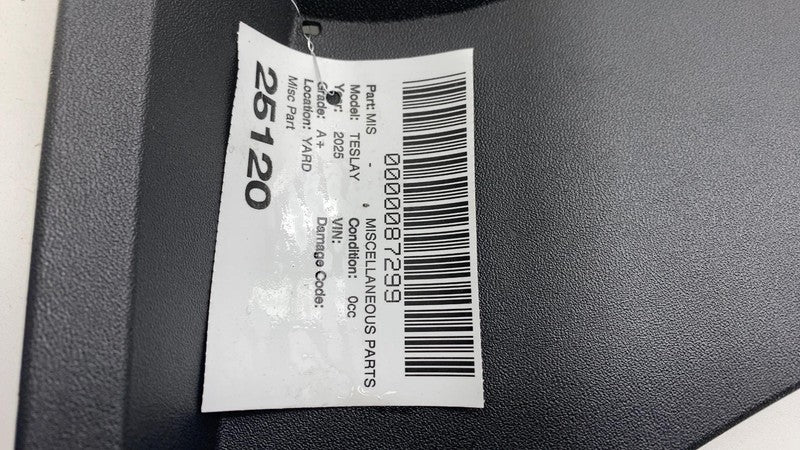 0000087299
Part: MIS - MISCELLANEOUS PARTS
Model: TESLAY , Condition: 0cc
Year: 2025 VIN:
Grade: A+ Damage Code:
Location: YARD
Misc Part
25120